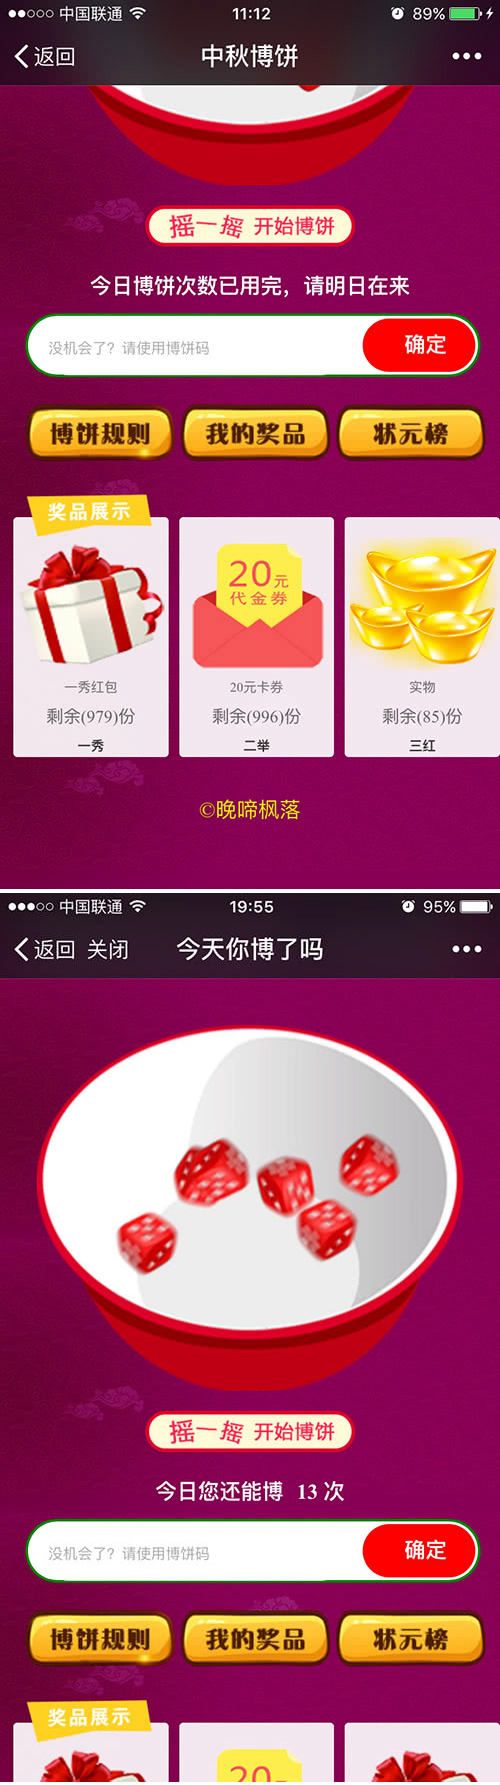 中国联通 11:12 89%
返回 中秋博饼
摇一摇 开始博饼
今日博饼次数已用完，请明日在来
没机会了？请使用博饼码 确定
博饼规则 我的奖品 状元榜
奖品展示
20元
代金券
一秀红包 20元卡券 实物
剩余(979)份 剩余(996)份 剩余(85)份
一秀 二举 三红
©晚啼枫落
中国联通 19:55 95%
返回 关闭 今天你博了吗
摇一摇 开始博饼
今日您还能博 13 次
没机会了？请使用博饼码 确定
博饼规则 我的奖品 状元榜
奖品展示
20元